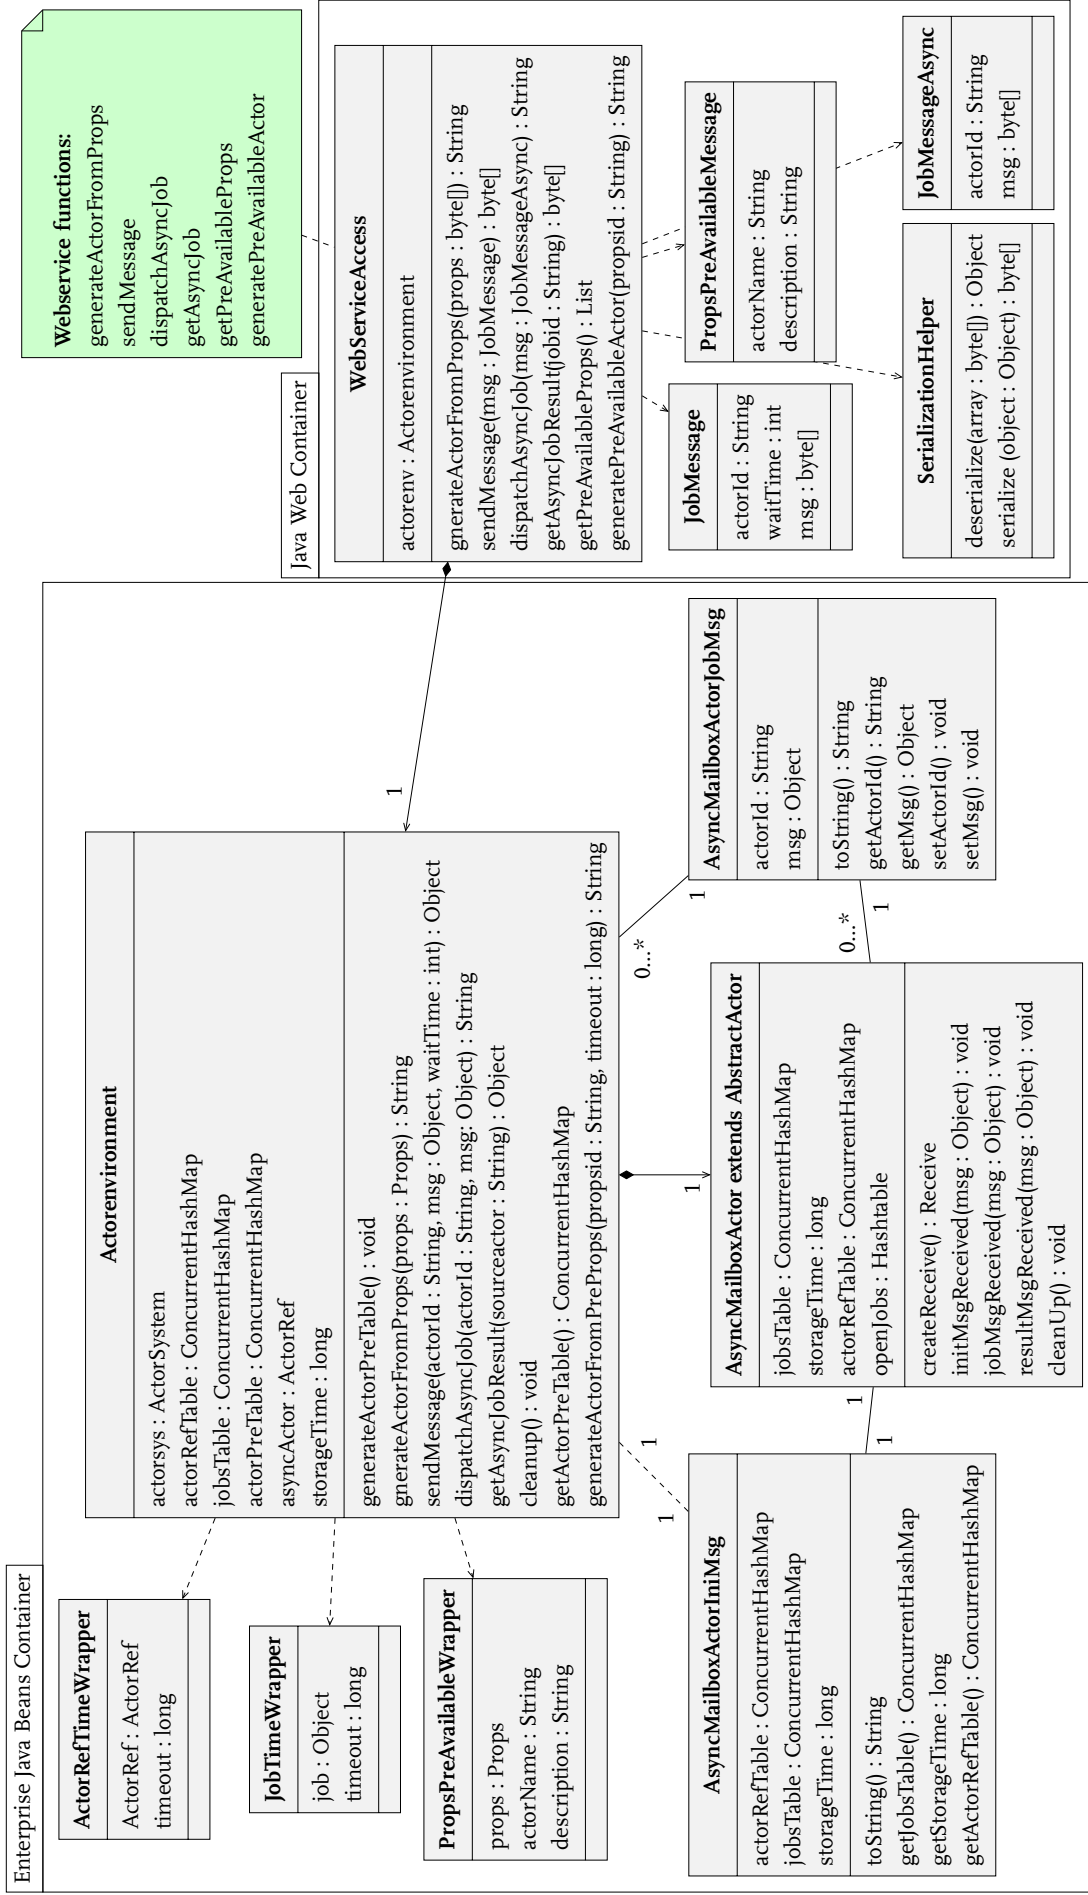 Enterprise Java Beans Container
ActorRefTimeWrapper
ActorRef : ActorRef
timeout : long
JobTimeWrapper
job : Object
timeout : long
PropsPreAvailableWrapper
props : Props
actorName : String
description : String
Actorenvironment
actorsys : ActorSystem
actorRefTable : ConcurrentHashMap
jobsTable : ConcurrentHashMap
actorPreTable : ConcurrentHashMap
asyncActor : ActorRef
storageTime : long
generateActorPreTable() : void
gnerateActorFromProps(props : Props) : String
sendMessage(actorId : String, msg : Object, waitTime : int) : Object
dispatchAsyncJob(actorId : String, msg: Object) : String
getAsyncJobResult(sourceactor : String) : Object
cleanup() : void
getActorPreTable() : ConcurrentHashMap
generateActorFromPreProps(propsid : String, timeout : long) : String
1
1
1
0...*
1
1
AsyncMailboxActorIniMsg
actorRefTable : ConcurrentHashMap
jobsTable : ConcurrentHashMap
storageTime : long
toString() : String
getJobsTable() : ConcurrentHashMap
getStorageTime : long
getActorRefTable() : ConcurrentHashMap
1
1
AsyncMailboxActor extends AbstractActor
jobsTable : ConcurrentHashMap
storageTime : long
actorRefTable : ConcurrentHashMap
openJobs : Hashtable
createReceive() : Receive
initMsgReceived(msg : Object) : void
jobMsgReceived(msg : Object) : void
resultMsgReceived(msg : Object) : void
cleanUp() : void
0...*
1
AsyncMailboxActorJobMsg
actorId : String
msg : Object
toString() : String
getActorId() : String
getMsg() : Object
setActorId() : void
setMsg() : void
Java Web Container
Webservice functions:
generateActorFromProps
sendMessage
dispatchAsyncJob
getAsyncJob
getPreAvailableProps
generatePreAvailableActor
WebServiceAccess
actorenv : Actorenvironment
gnerateActorFromProps(props : byte[]) : String
sendMessage(msg : JobMessage) : byte[]
dispatchAsyncJob(msg : JobMessageAsync) : String
getAsyncJobResult(jobid : String) : byte[]
getPreAvailableProps() : List
generatePreAvailableActor(propsid : String) : String
JobMessage
actorId : String
waitTime : int
msg : byte[]
PropsPreAvailableMessage
actorName : String
description : String
SerializationHelper
deserialize(array : byte[]) : Object
serialize (object : Object) : byte[]
JobMessageAsync
actorId : String
msg : byte[]